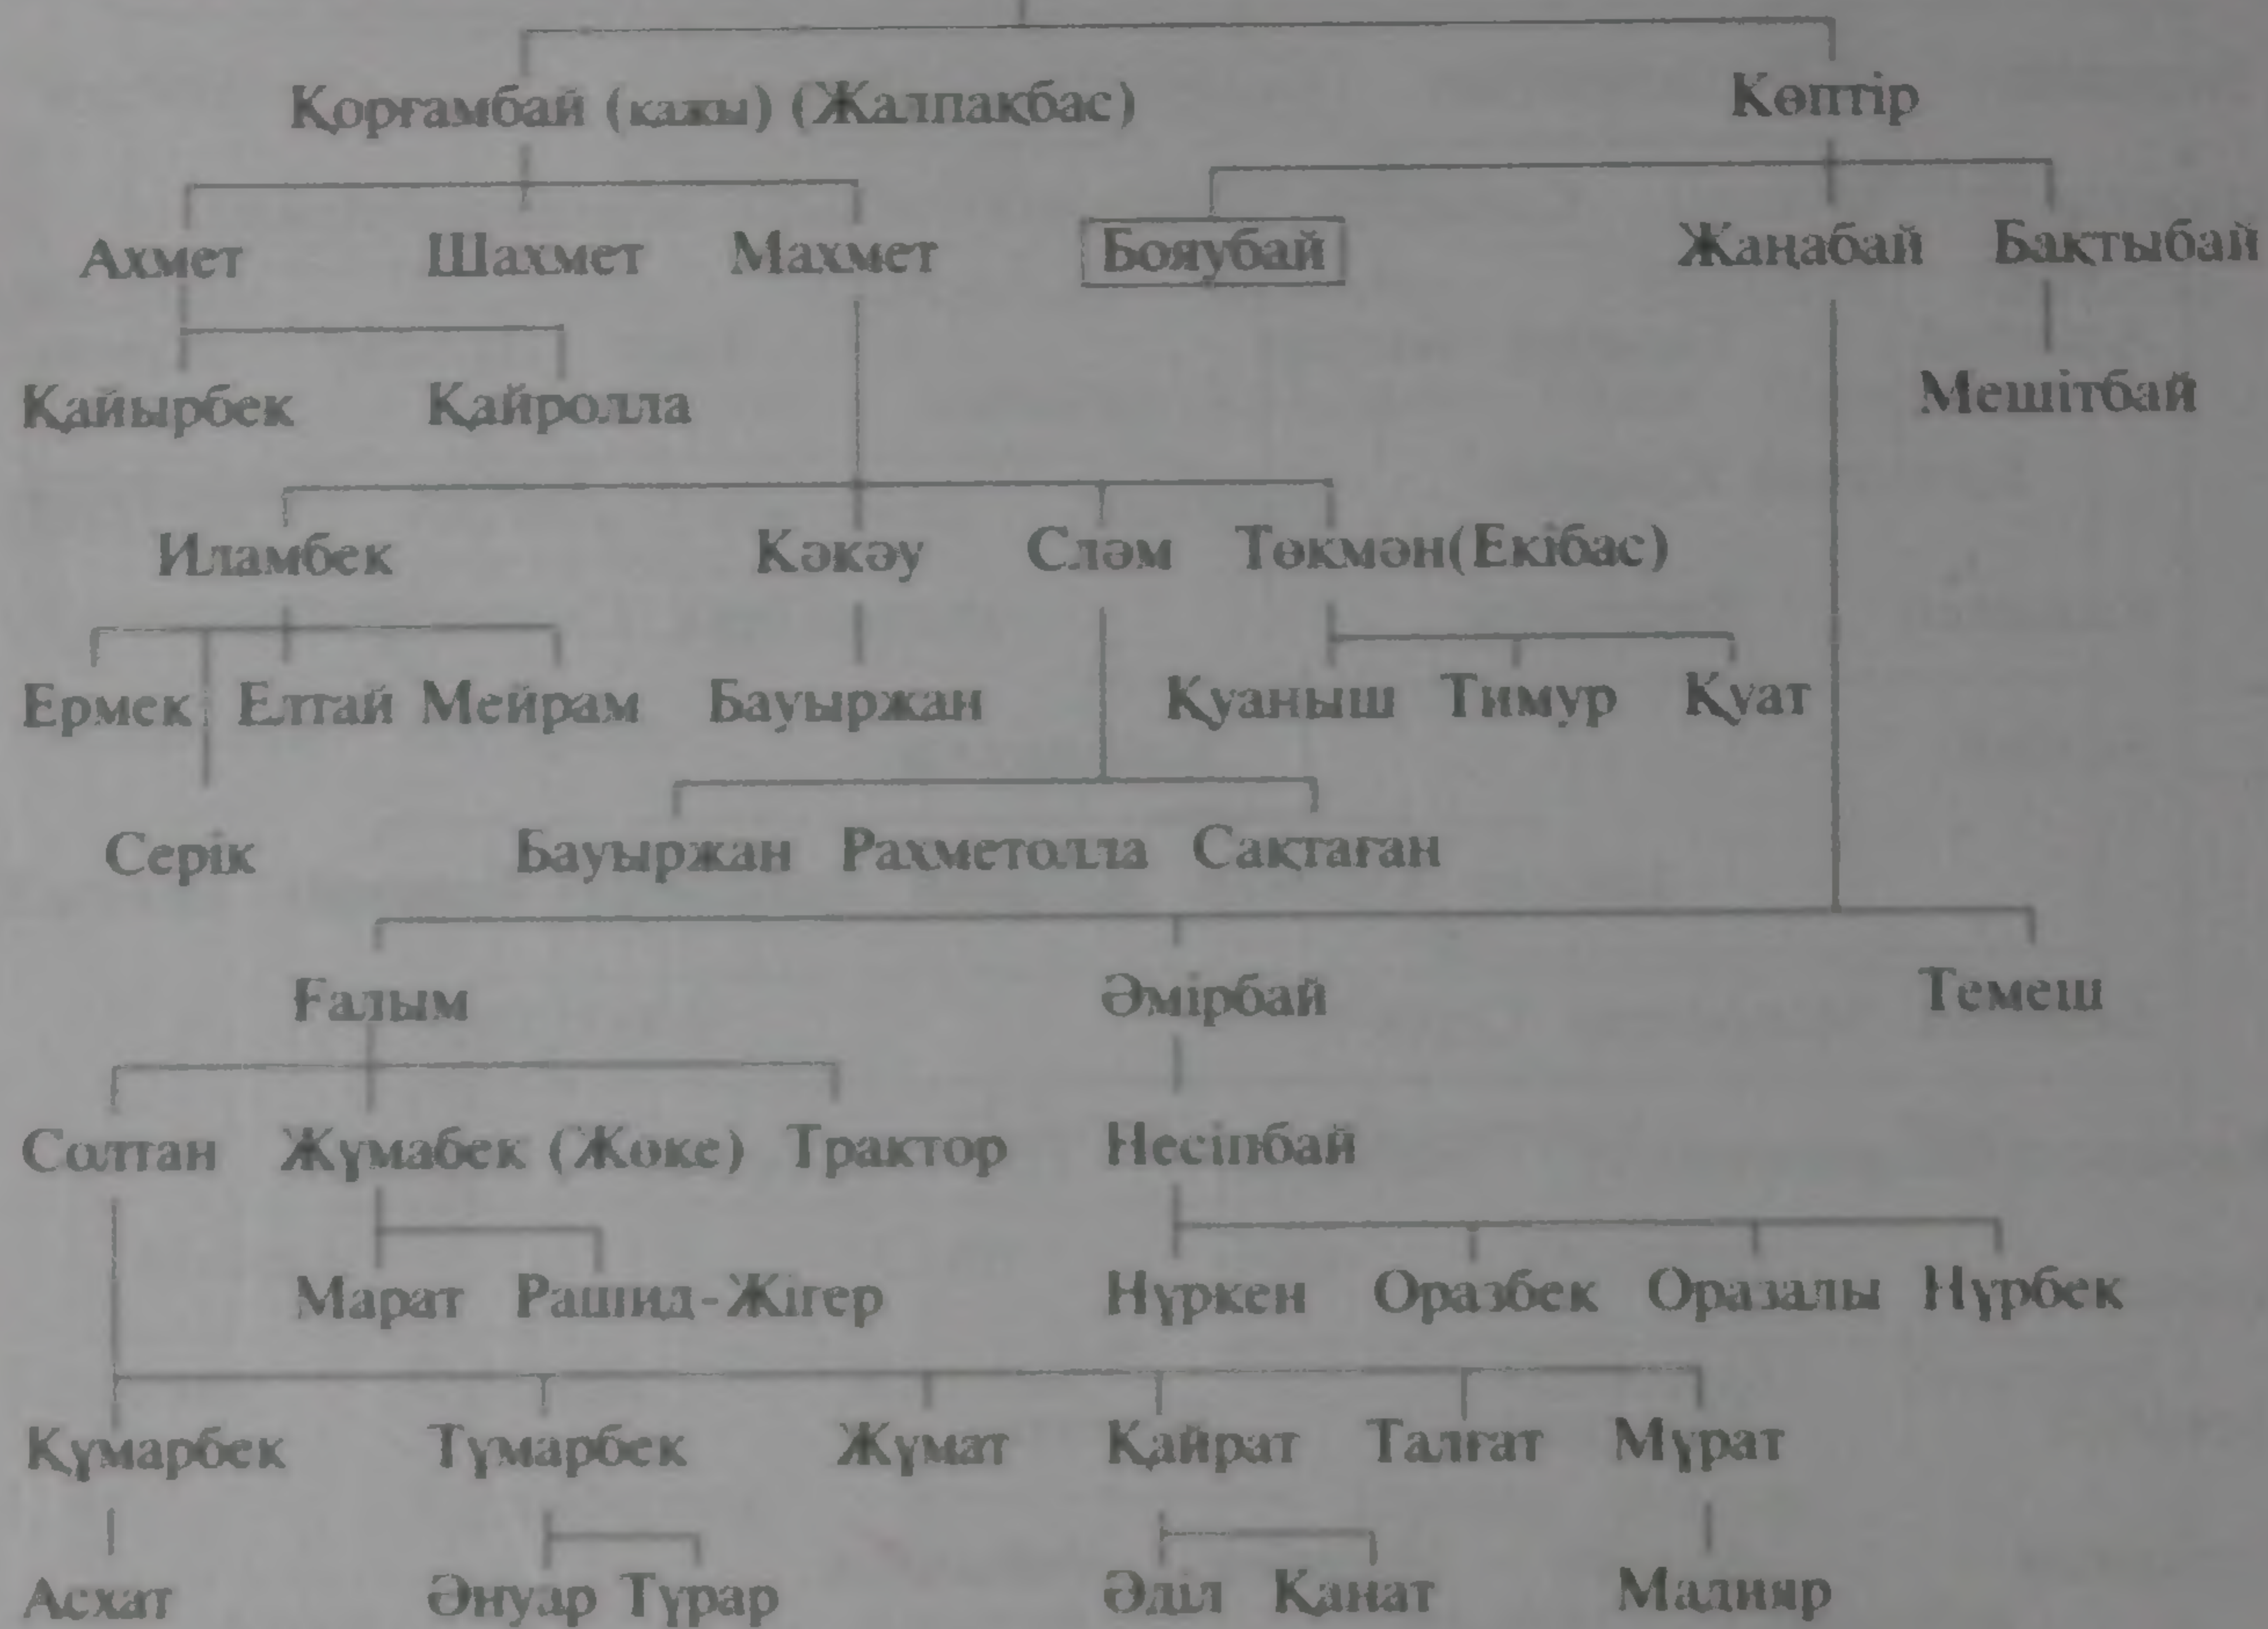 Қорғамбай (кажы) (Жалпақбас) Көптір
Ахмет Шахмет Махмет Бояубай Жаңабай Бақтыбай
Қайырбек Қайролла Мешітбай
Иламбек Кәкәу Сләм Төкмән(Екібас)
Ермек Елтай Мейрам Бауыржан Қуаныш Тимур Қуат
Серік Бауыржан Рахметолла Сақтаған
Ғалым Әмірбай Темеш
Солтан Жұмабек (Жөке) Трактор Несіпбай
Марат Рашид-Жігер Нұркен Оразбек Оразалы Нұрбек
Құмарбек Тұмарбек Жұмат Қайрат Талғат Мұрат
Асхат Әнуар Тұрар Әділ Қанат Мадияр